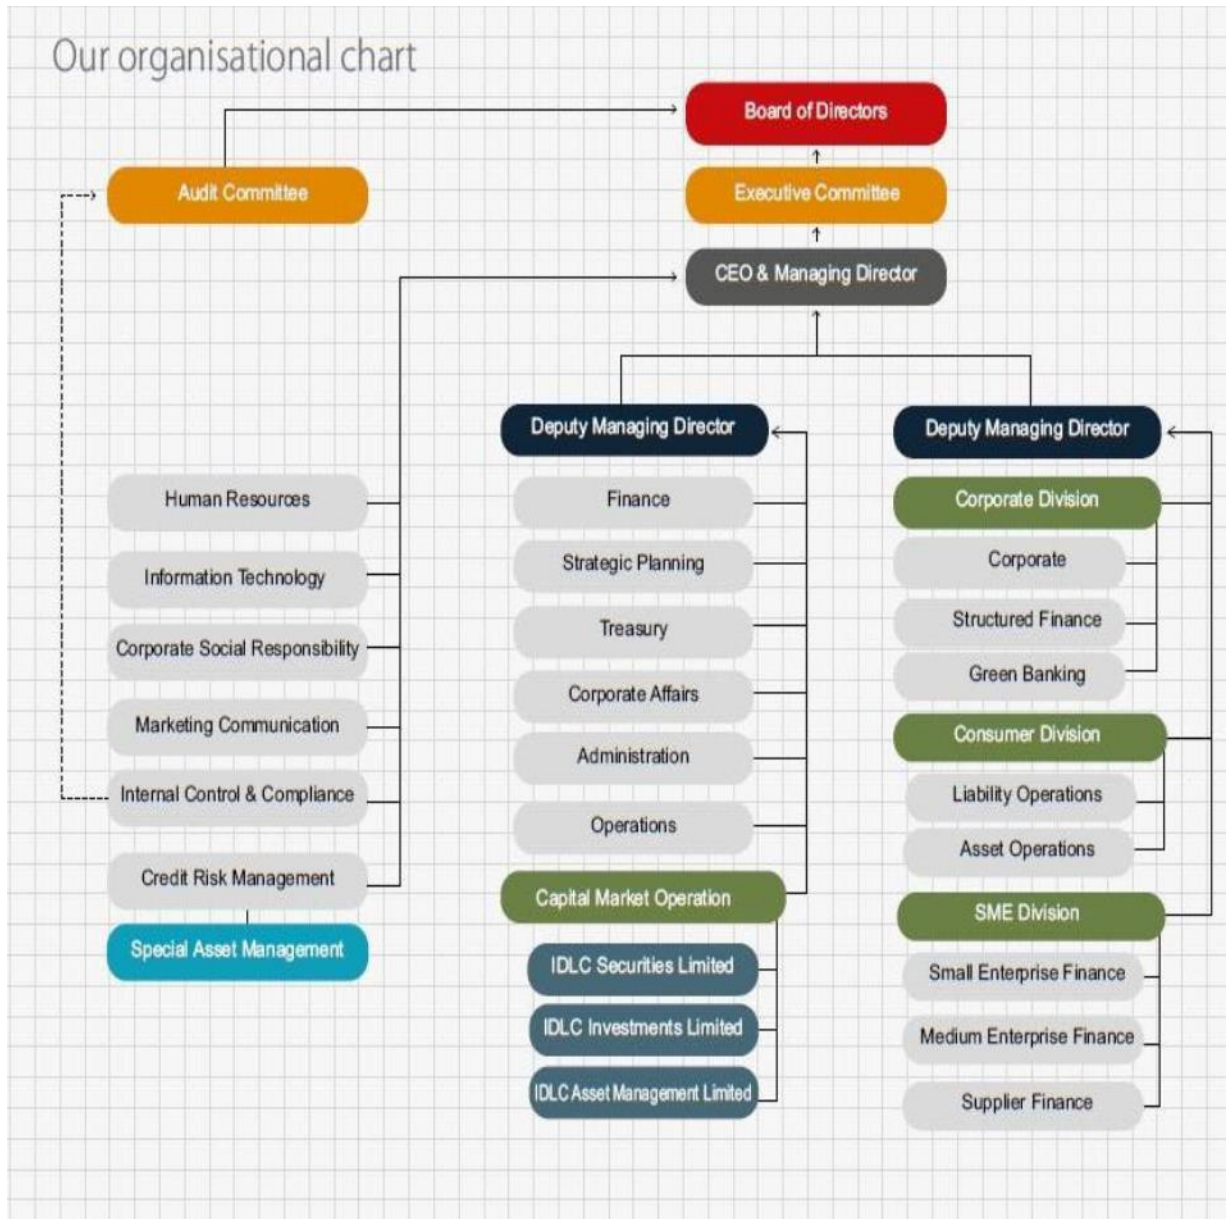 Our organisational chart
Board of Directors
Audit Committee
Executive Committee
CEO & Managing Director
Deputy Managing Director
Deputy Managing Director
Human Resources
Information Technology
Corporate Social Responsibility
Marketing Communication
Internal Control & Compliance
Credit Risk Management
Special Asset Management
Finance
Strategic Planning
Treasury
Corporate Affairs
Administration
Operations
Capital Market Operation
IDLC Securities Limited
IDLC Investments Limited
IDLC Asset Management Limited
Corporate Division
Corporate
Structured Finance
Green Banking
Consumer Division
Liability Operations
Asset Operations
SME Division
Small Enterprise Finance
Medium Enterprise Finance
Supplier Finance